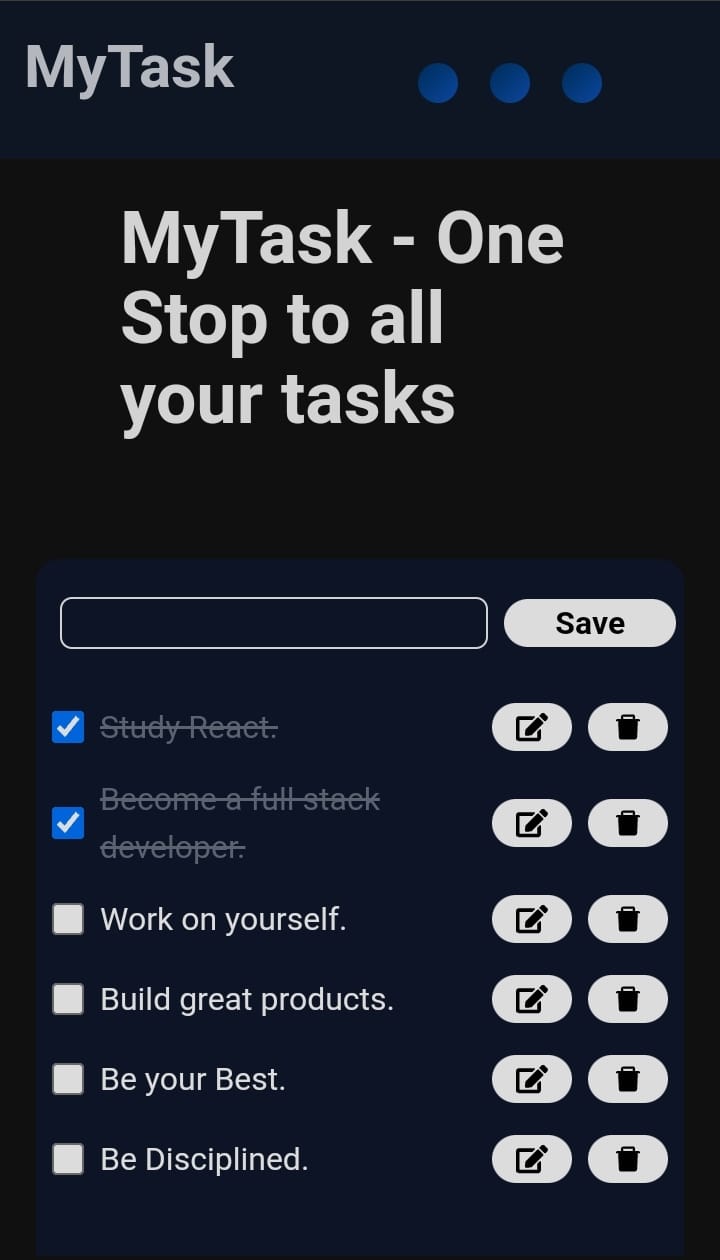 MyTask
MyTask - One
Stop to all
your tasks
Save
Study React.
Become a full stack
developer.
Work on yourself.
Build great products.
Be your Best.
Be Disciplined.